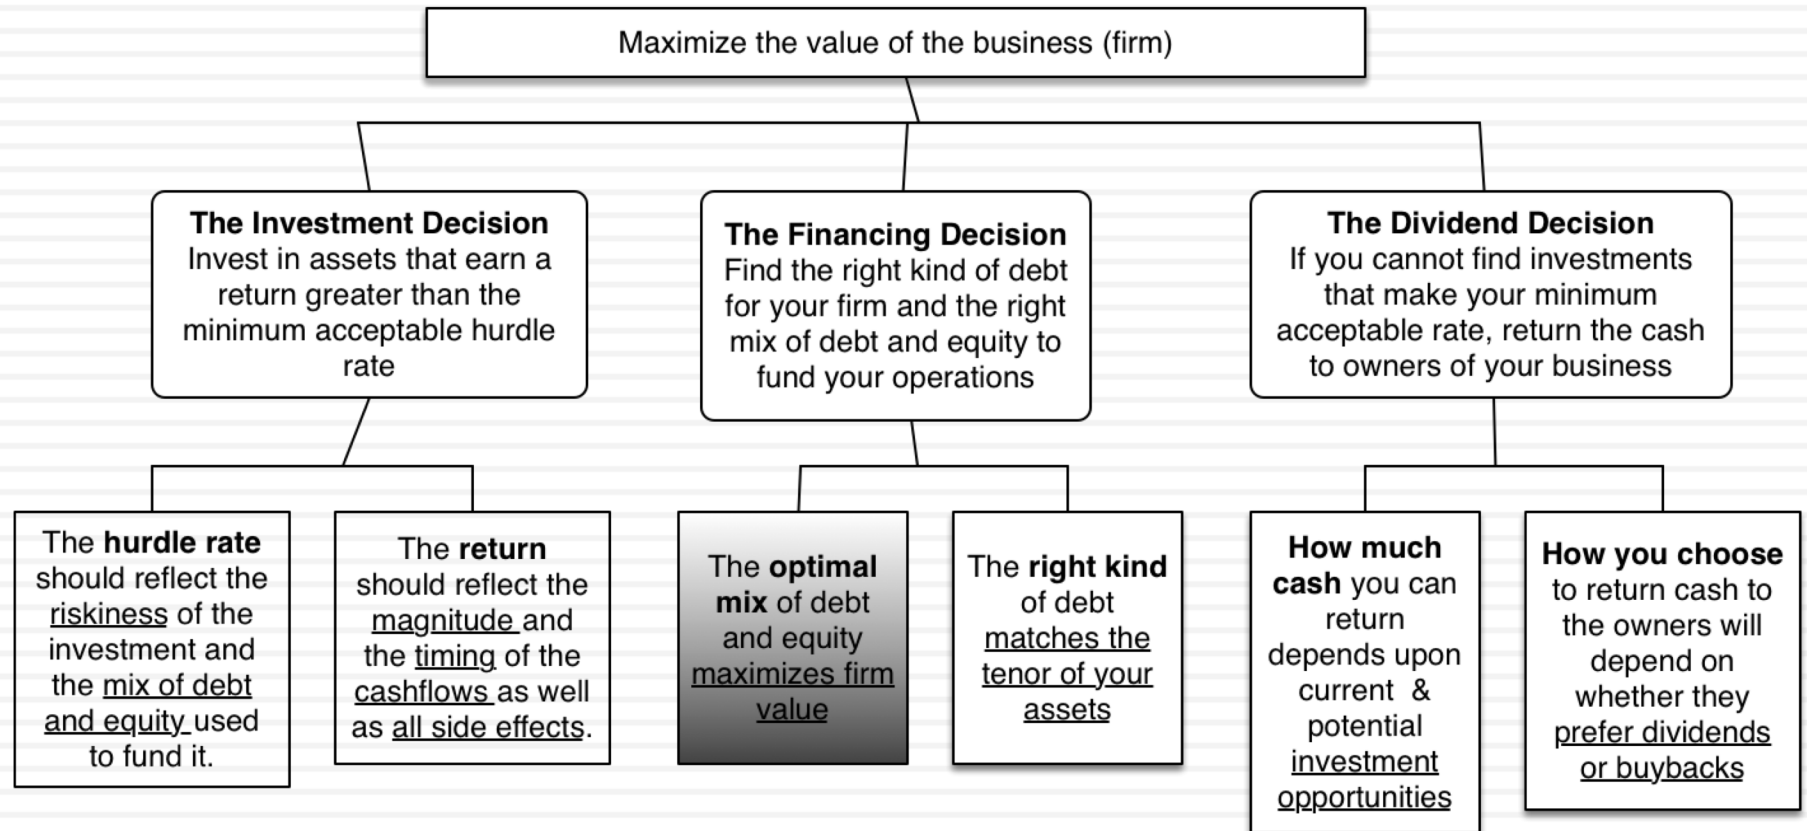 Maximize the value of the business (firm)
The Investment Decision
Invest in assets that earn a
return greater than the
minimum acceptable hurdle
rate
The Financing Decision
Find the right kind of debt
for your firm and the right
mix of debt and equity to
fund your operations
The Dividend Decision
If you cannot find investments
that make your minimum
acceptable rate, return the cash
to owners of your business
The hurdle rate
should reflect the
riskiness of the
investment and
the mix of debt
and equity used
to fund it.
The return
should reflect the
magnitude and
the timing of the
cashflows as well
as all side effects.
The optimal
mix of debt
and equity
maximizes firm
value
The right kind
of debt
matches the
tenor of your
assets
How much
cash you can
return
depends upon
current &
potential
investment
opportunities
How you choose
to return cash to
the owners will
depend on
whether they
prefer dividends
or buybacks